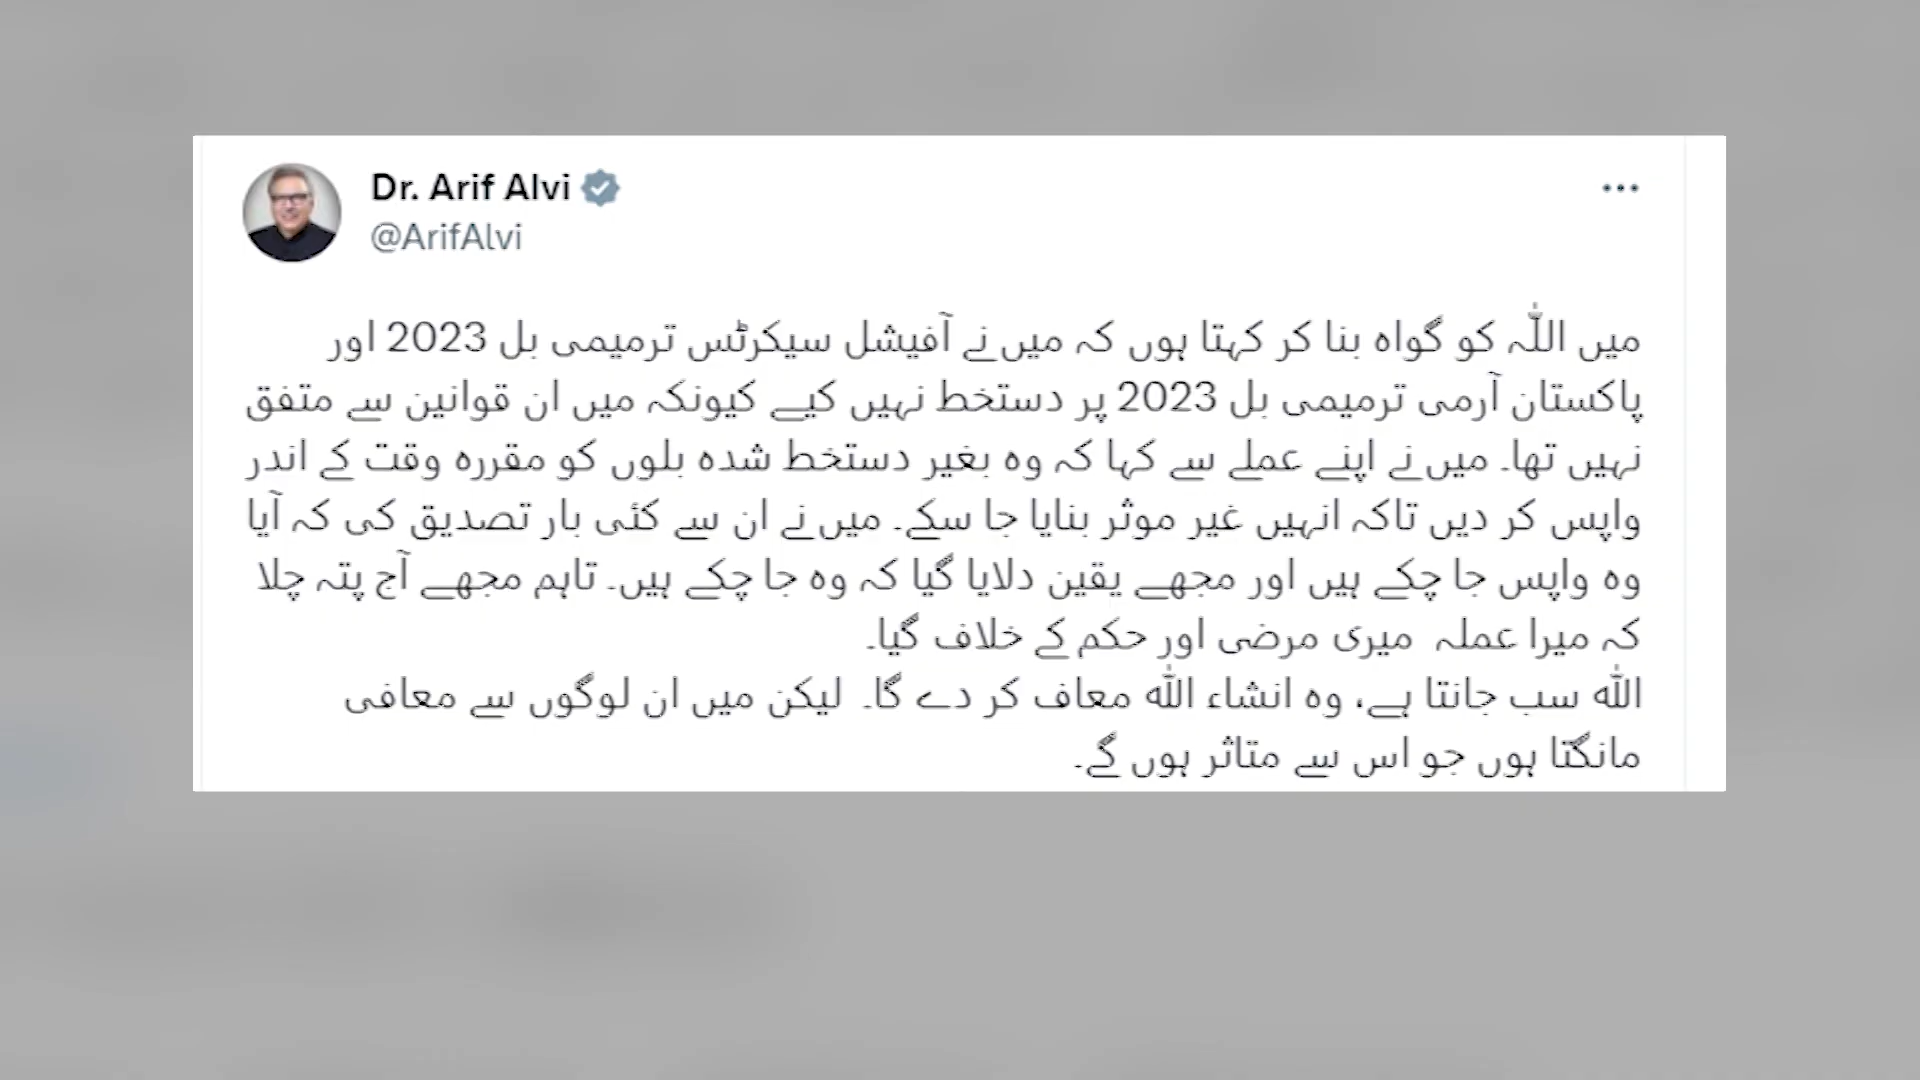 Dr. Arif Alvi
@ArifAlvi
میں اللّٰہ کو گواہ بنا کر کہتا ہوں کہ میں نے آفیشل سیکرٹس ترمیمی بل 2023 اور
پاکستان آرمی ترمیمی بل 2023 پر دستخط نہیں کیے کیونکہ میں ان قوانین سے متفق
نہیں تھا۔ میں نے اپنے عملے سے کہا کہ وہ بغیر دستخط شدہ بلوں کو مقررہ وقت کے اندر
واپس کر دیں تاکہ انہیں غیر موثر بنایا جا سکے۔ میں نے ان سے کئی بار تصدیق کی کہ آیا
وہ واپس جا چکے ہیں اور مجھے یقین دلایا گیا کہ وہ جا چکے ہیں۔ تاہم مجھے آج پتہ چلا
کہ میرا عملہ میری مرضی اور حکم کے خلاف گیا۔
اللّٰہ سب جانتا ہے، وہ انشاء اللّٰہ معاف کر دے گا۔ لیکن میں ان لوگوں سے معافی
مانگتا ہوں جو اس سے متاثر ہوں گے۔